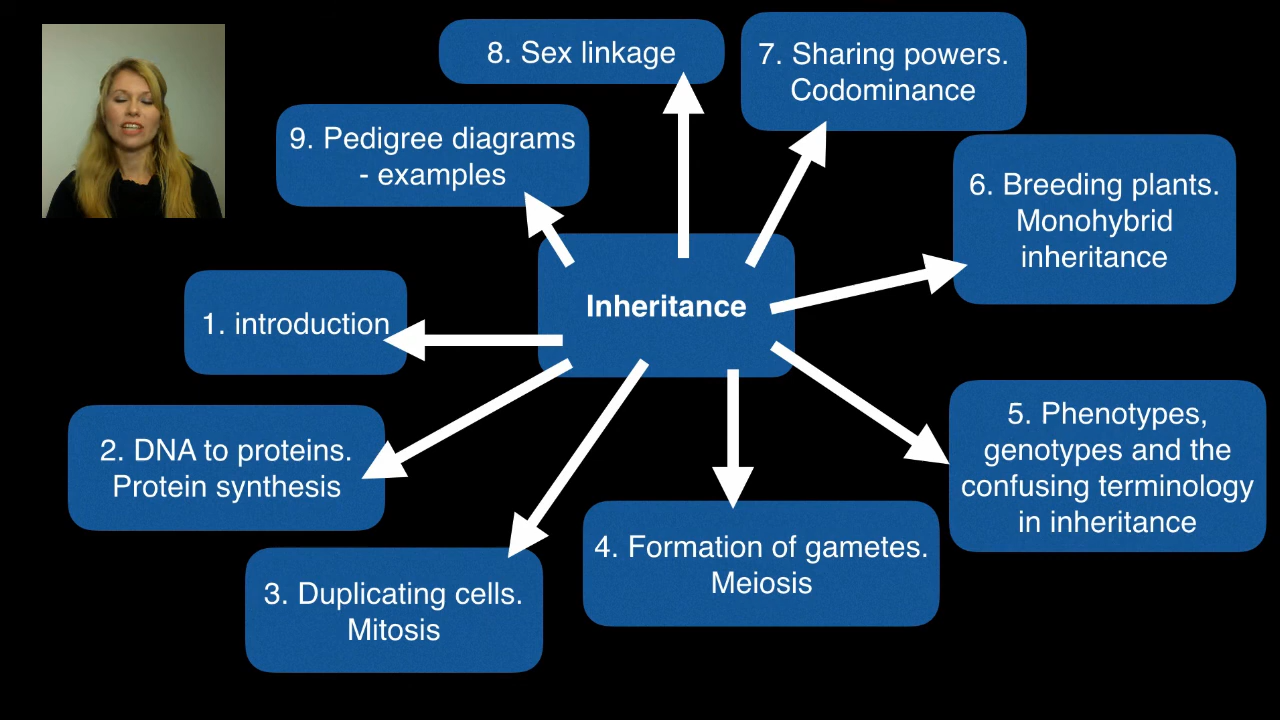 8. Sex linkage
7. Sharing powers.
Codominance
9. Pedigree diagrams
- examples
6. Breeding plants.
Monohybrid
inheritance
Inheritance
1. introduction
5. Phenotypes,
genotypes and the
confusing terminology
in inheritance
2. DNA to proteins.
Protein synthesis
4. Formation of gametes.
Meiosis
3. Duplicating cells.
Mitosis